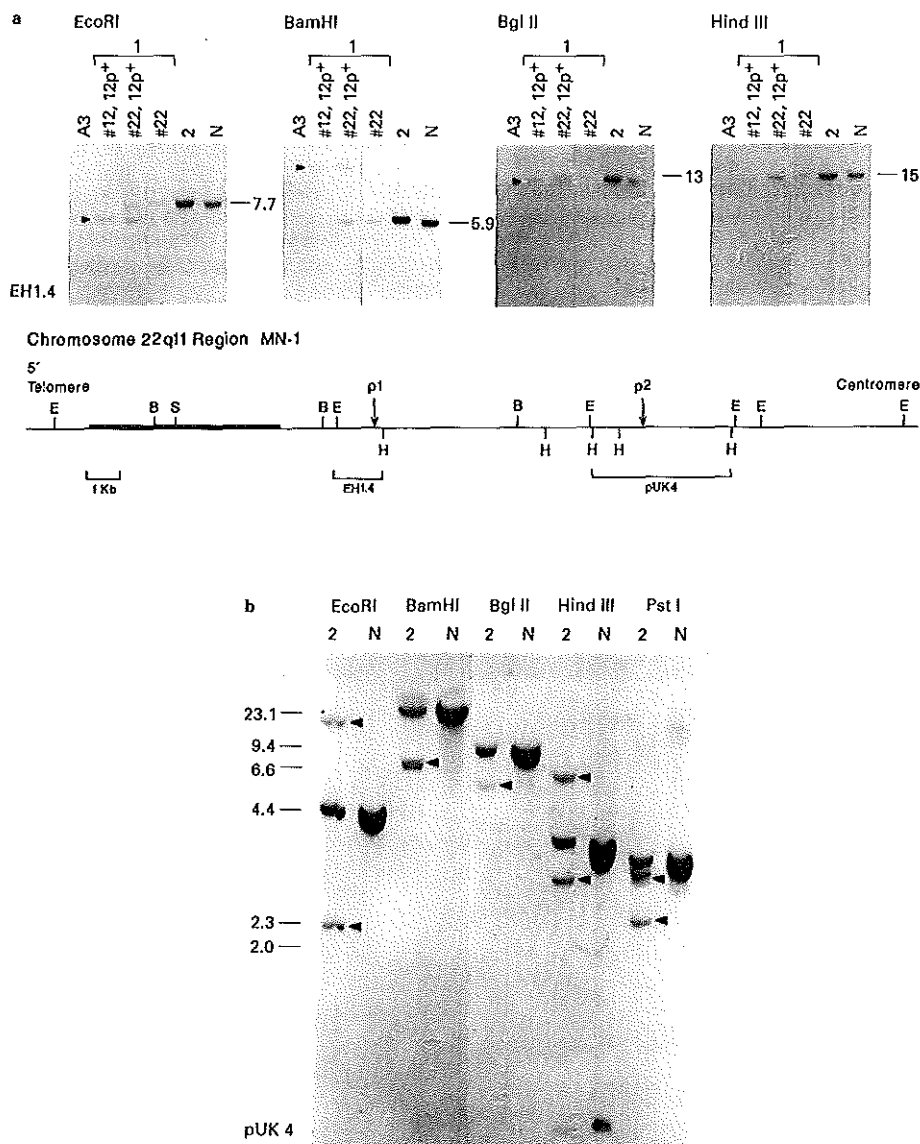 a
EcoRI BamHI Bgl II Hind III
1 1 1 1
A3 #12, 12p+ #22, 12p+ #22 2 N
A3 #12, 12p+ #22, 12p+ #22 2 N
A3 #12, 12p+ #22, 12p+ #22 2 N
A3 #12, 12p+ #22, 12p+ #22 2 N
7.7 5.9 13 15
EH1.4
Chromosome 22q11 Region MN-1
5´
Telomere p1 p2 Centromere
E B S B E B E E E E
H H H H H
1 Kb EH1.4 pUK4
b
EcoRI BamHI Bgl II Hind III Pst I
2 N 2 N 2 N 2 N 2 N
23.1
9.4
6.6
4.4
2.3
2.0
pUK 4